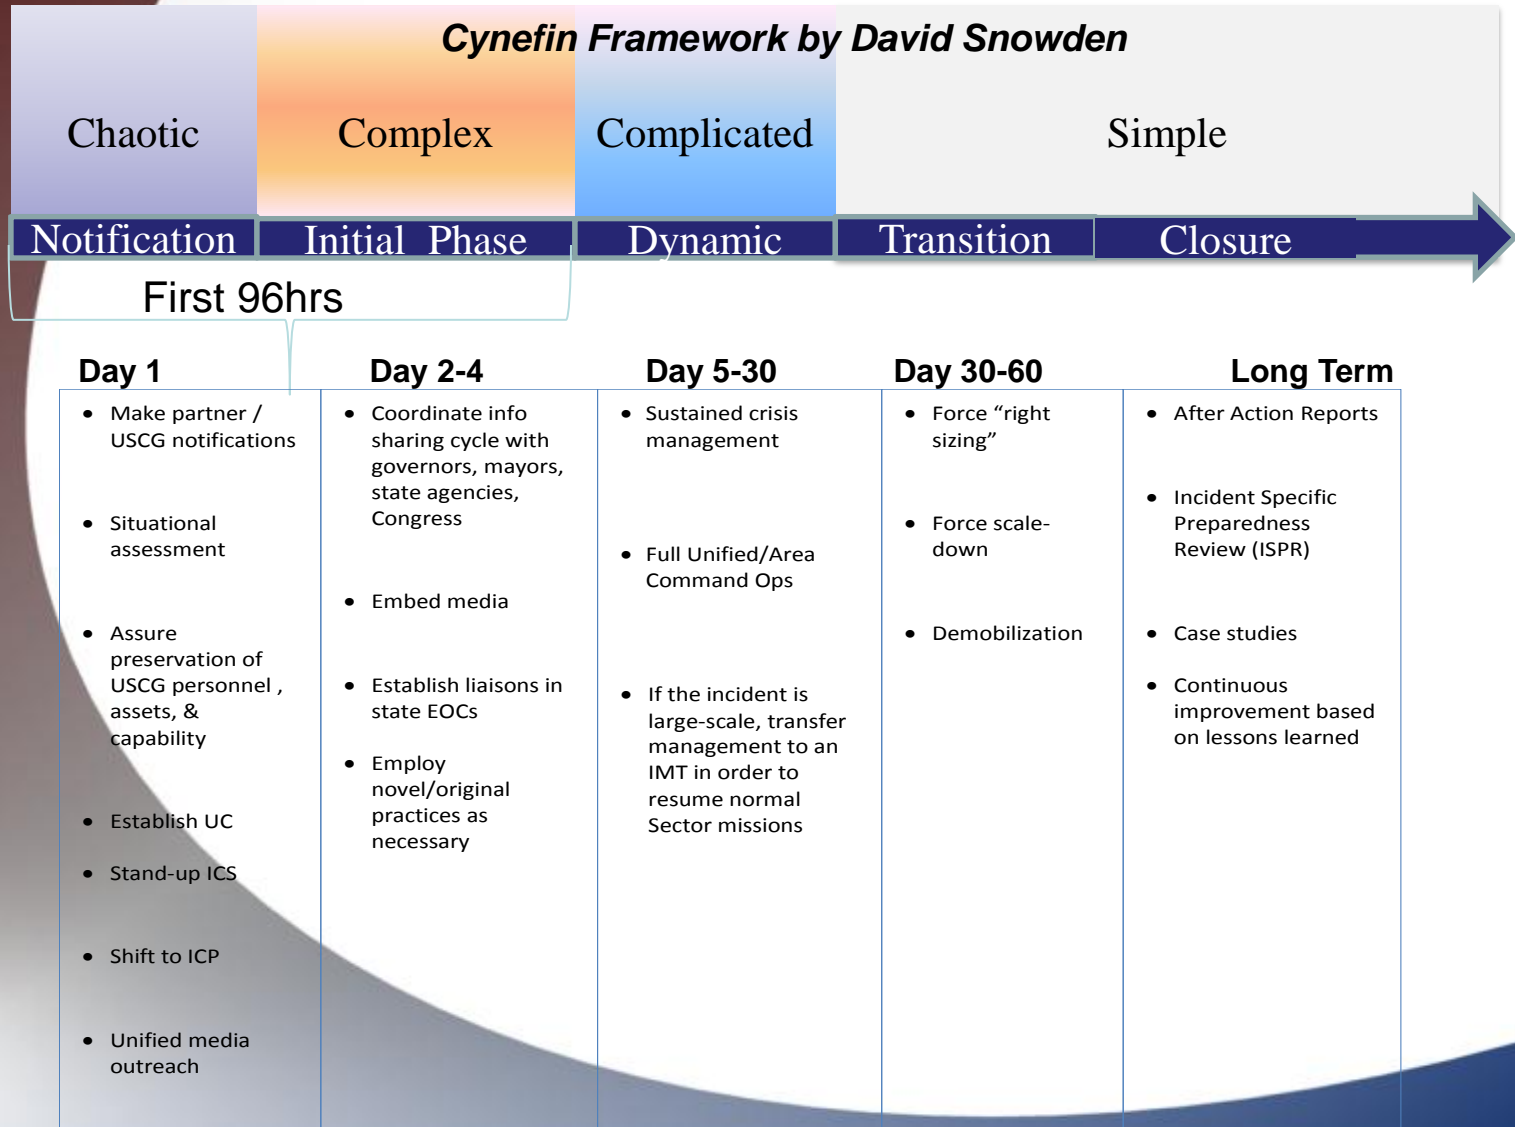 Cynefin Framework by David Snowden
Chaotic
Complex
Complicated
Simple
Notification
Initial Phase
Dynamic
Transition
Closure
First 96hrs
Day 1
• Make partner /
USCG notifications
• Situational
assessment
• Assure
preservation of
USCG personnel ,
assets, &
capability
• Establish UC
• Stand-up ICS
• Shift to ICP
• Unified media
outreach
Day 2-4
• Coordinate info
sharing cycle with
governors, mayors,
state agencies,
Congress
• Embed media
• Establish liaisons in
state EOCs
• Employ
novel/original
practices as
necessary
Day 5-30
• Sustained crisis
management
• Full Unified/Area
Command Ops
• If the incident is
large-scale, transfer
management to an
IMT in order to
resume normal
Sector missions
Day 30-60
• Force “right
sizing”
• Force scale-
down
• Demobilization
Long Term
• After Action Reports
• Incident Specific
Preparedness
Review (ISPR)
• Case studies
• Continuous
improvement based
on lessons learned